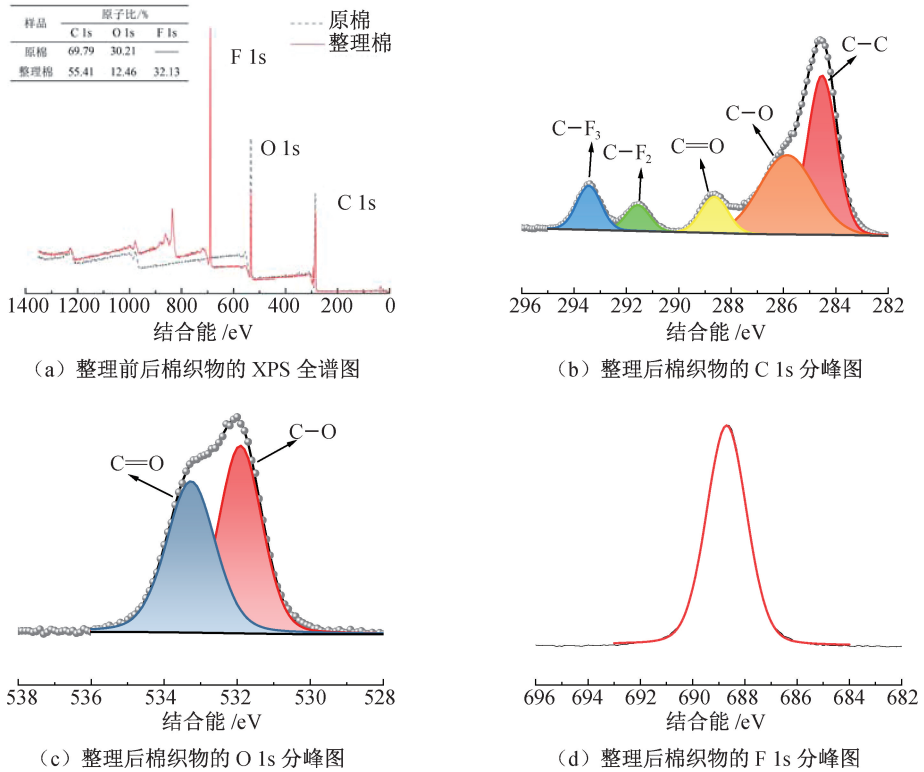 样品 原子比/%
C 1s O 1s F 1s
原棉 69.79 30.21 ——
整理棉 55.41 12.46 32.13
原棉
整理棉
F 1s
O 1s
C 1s
1400 1200 1000 800 600 400 200 0
结合能 /eV
（a）整理前后棉织物的 XPS 全谱图
C-C
C-O
C=O
C-F₂
C-F₃
296 294 292 290 288 286 284 282
结合能 /eV
（b）整理后棉织物的 C 1s 分峰图
C=O
C-O
538 536 534 532 530 528
结合能 /eV
（c）整理后棉织物的 O 1s 分峰图
696 694 692 690 688 686 684 682
结合能 /eV
（d）整理后棉织物的 F 1s 分峰图